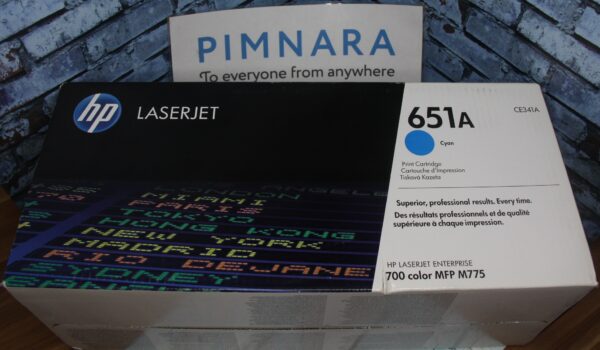 PIMNARA
To everyone from anywhere
hp
LASERJET
651A
CE341A
Cyan
Print Cartridge
Cartouche d'Impression
Tisková Kazeta
Superior, professional results. Every time.
Des résultats professionnels et de qualité
supérieure à chaque impression.
HP LASERJET ENTERPRISE
700 color MFP M775
MIAMI
PARIS
TOKYO
HONG KONG
NEW YORK
MADRID
RIO DE JANE
SYDNEY